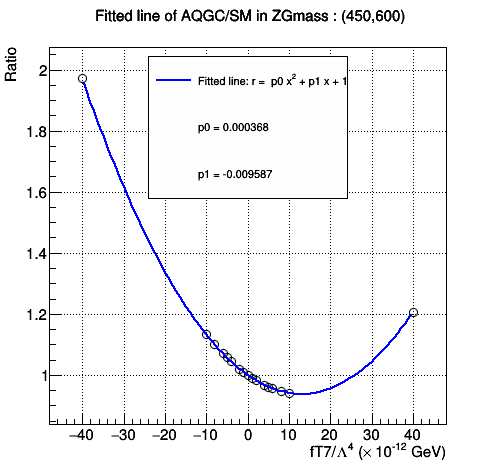 Fitted line of AQGC/SM in ZGmass : (450,600)
Ratio
Fitted line: r = p0 x² + p1 x + 1
p0 = 0.000368
p1 = -0.009587
2
1.8
1.6
1.4
1.2
1
−40 −30 −20 −10 0 10 20 30 40
fT7/Λ⁴ (× 10⁻¹² GeV)